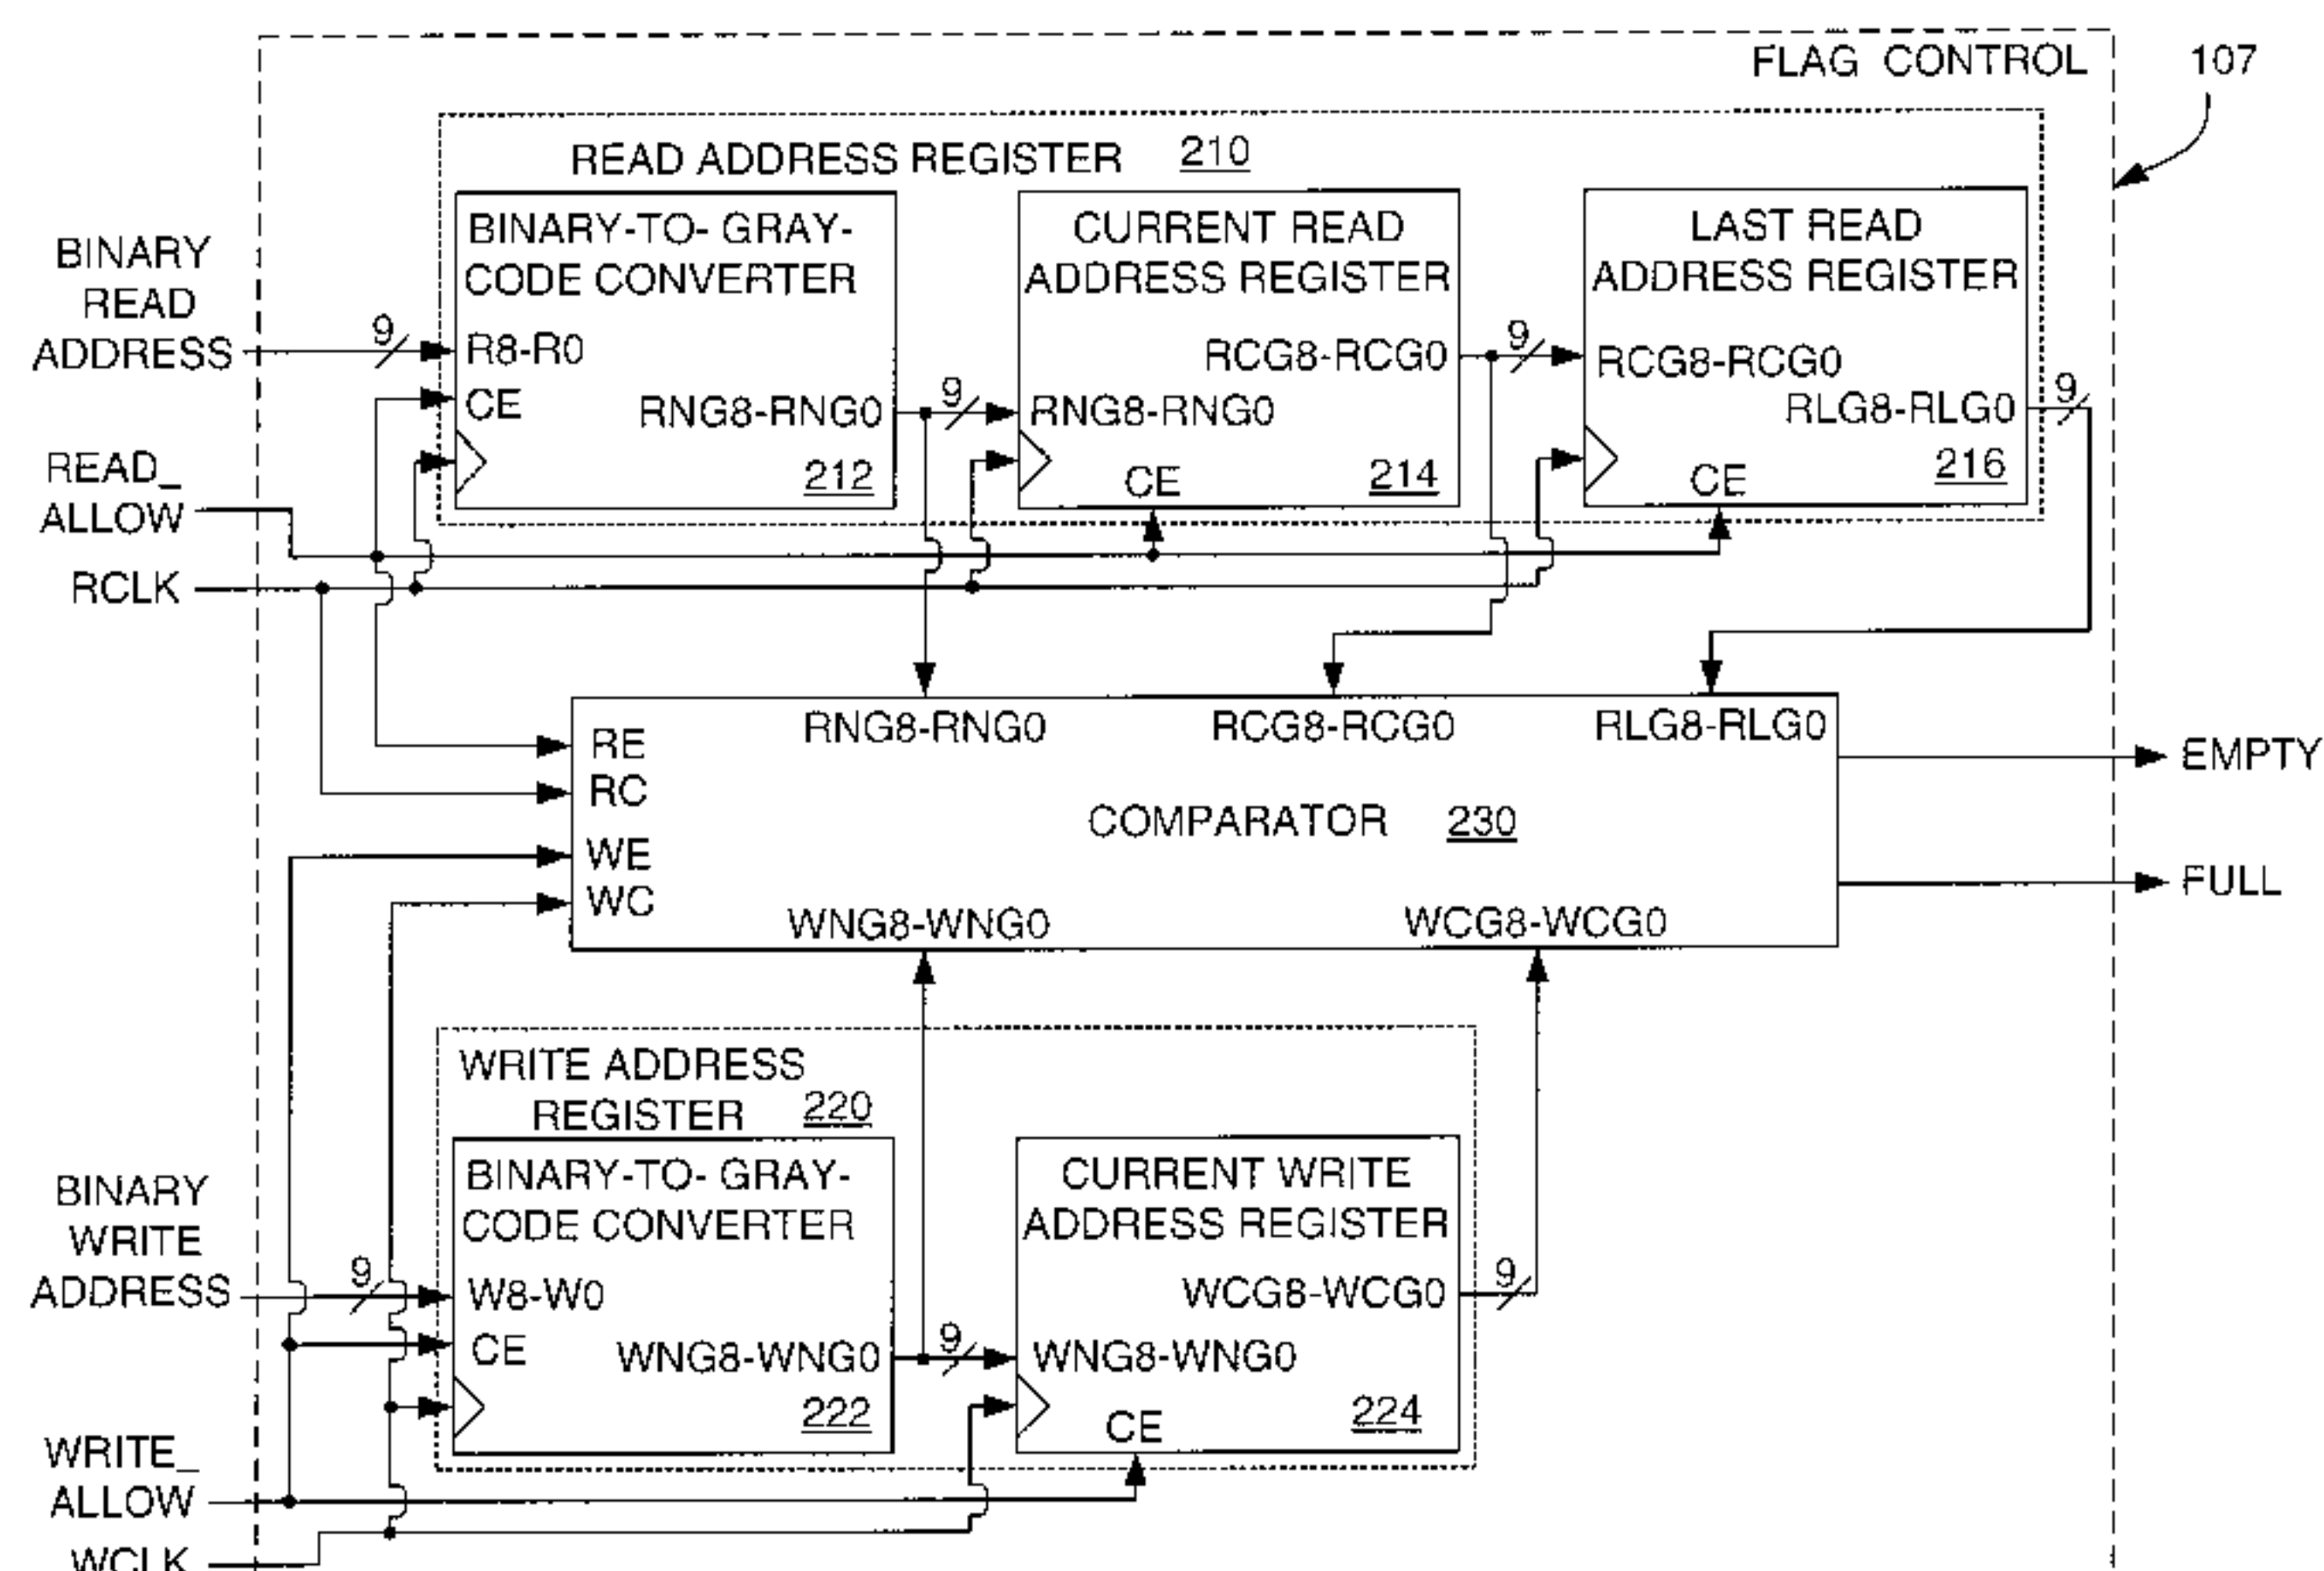 FLAG CONTROL
107
READ ADDRESS REGISTER 210
BINARY-TO- GRAY-
CODE CONVERTER
R8-R0
CE
RNG8-RNG0
212
CURRENT READ
ADDRESS REGISTER
RCG8-RCG0
RNG8-RNG0
CE
214
LAST READ
ADDRESS REGISTER
RCG8-RCG0
RLG8-RLG0
CE
216
BINARY
READ
ADDRESS
9
9
9
9
READ_
ALLOW
RCLK
RNG8-RNG0
RCG8-RCG0
RLG8-RLG0
RE
RC
WE
WC
COMPARATOR 230
WNG8-WNG0
WCG8-WCG0
EMPTY
FULL
WRITE ADDRESS
REGISTER 220
BINARY-TO- GRAY-
CODE CONVERTER
W8-W0
CE
WNG8-WNG0
222
CURRENT WRITE
ADDRESS REGISTER
WCG8-WCG0
WNG8-WNG0
CE
224
BINARY
WRITE
ADDRESS
9
9
9
WRITE_
ALLOW
WCLK